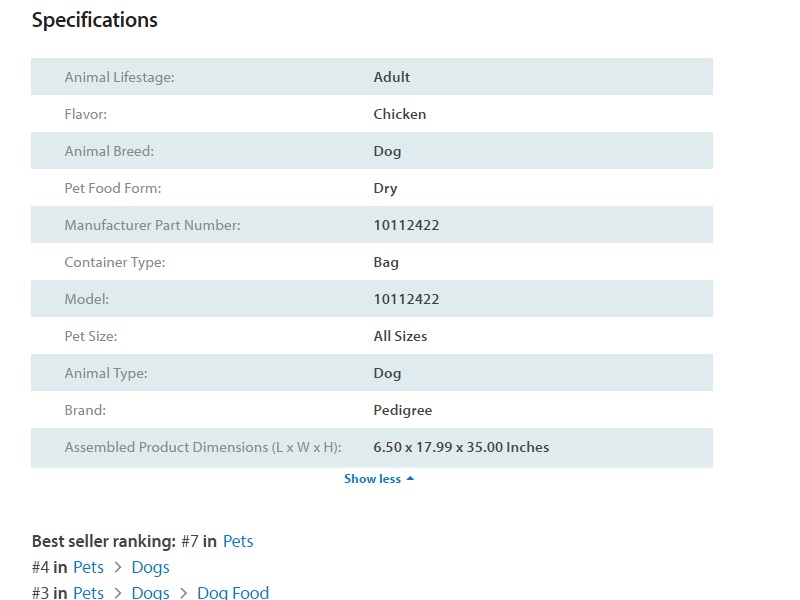 Specifications
Animal Lifestage: Adult
Flavor: Chicken
Animal Breed: Dog
Pet Food Form: Dry
Manufacturer Part Number: 10112422
Container Type: Bag
Model: 10112422
Pet Size: All Sizes
Animal Type: Dog
Brand: Pedigree
Assembled Product Dimensions (L x W x H): 6.50 x 17.99 x 35.00 Inches
Show less
Best seller ranking: #7 in Pets
#4 in Pets > Dogs
#3 in Pets > Dogs > Dog Food